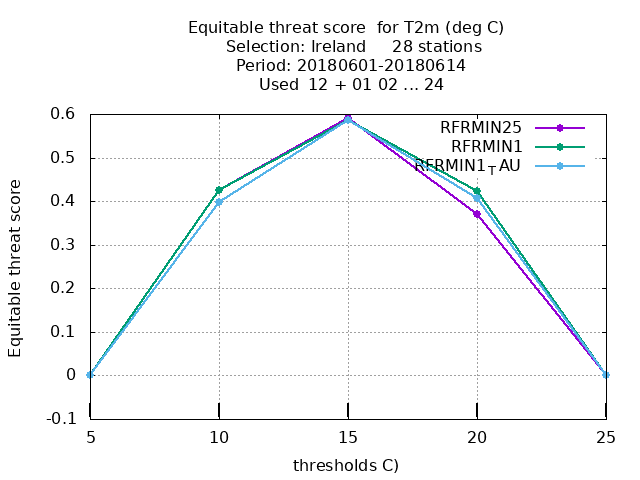 Equitable threat score  for T2m (deg C)
Selection: Ireland     28 stations
Period: 20180601-20180614
Used  12 + 01 02 ... 24
RFRMIN25
RFRMIN1
RFRMIN1TAU
Equitable threat score
0.6
0.5
0.4
0.3
0.2
0.1
0
-0.1
5 10 15 20 25
thresholds C)